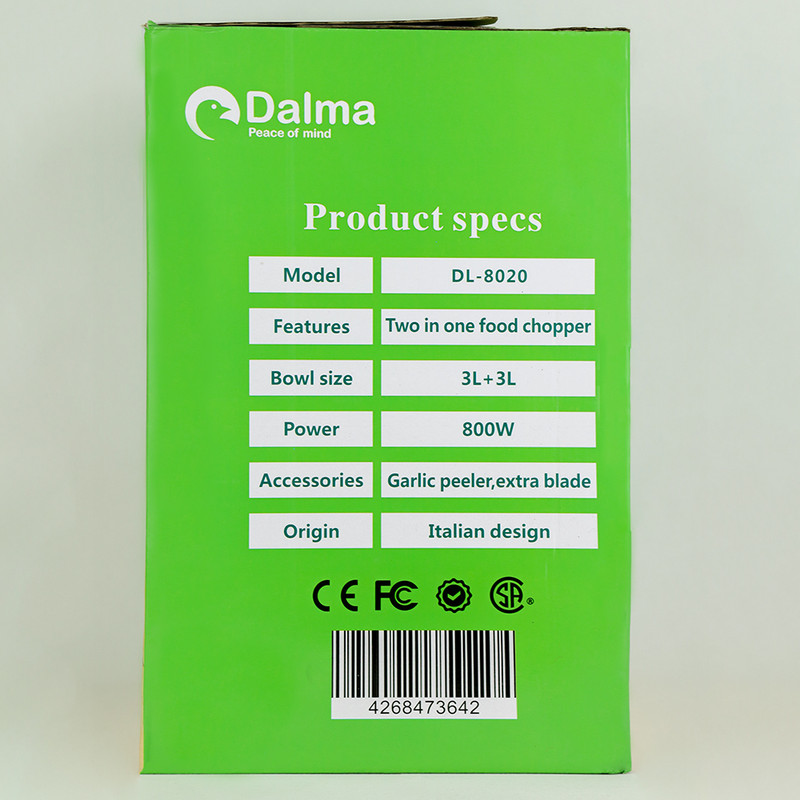 Dalma
Peace of mind
Product specs
Model DL-8020
Features Two in one food chopper
Bowl size 3L+3L
Power 800W
Accessories Garlic peeler,extra blade
Origin Italian design
CE FC SA ®
4268473642